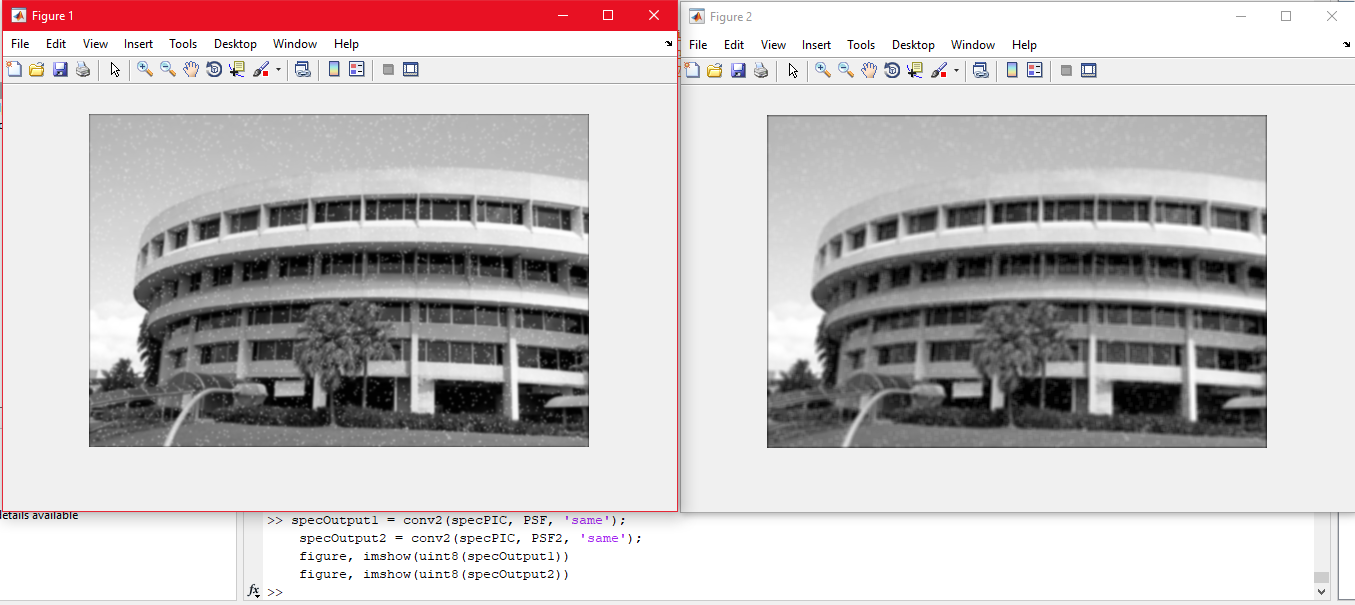 Figure 1
File Edit View Insert Tools Desktop Window Help
Figure 2
File Edit View Insert Tools Desktop Window Help
etails available
>> specOutput1 = conv2(specPIC, PSF, 'same');
specOutput2 = conv2(specPIC, PSF2, 'same');
figure, imshow(uint8(specOutput1))
figure, imshow(uint8(specOutput2))
fx >>